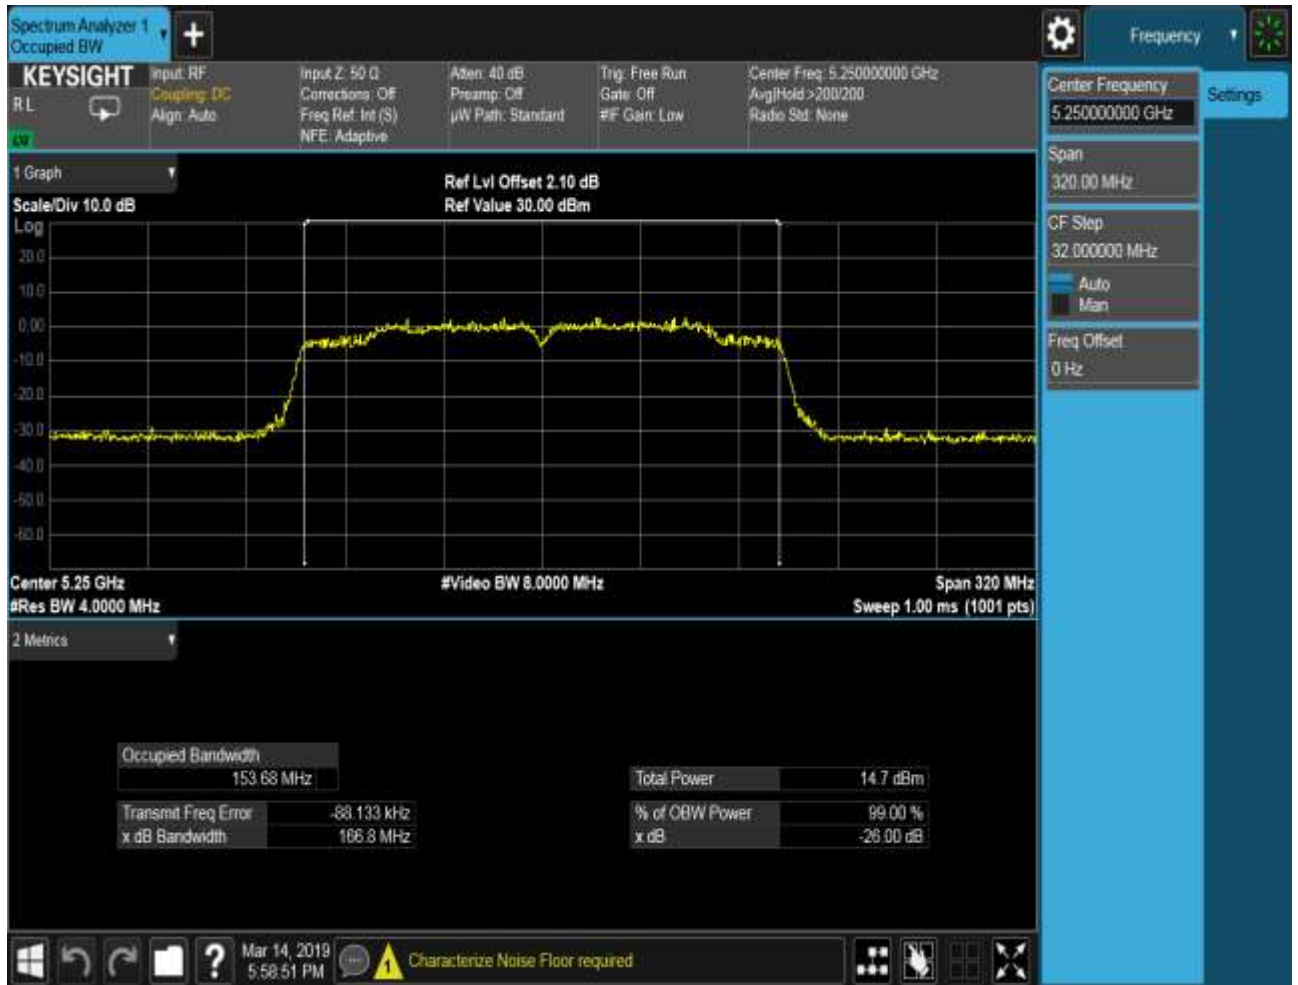 Spectrum Analyzer 1
Occupied BW
Frequency
KEYSIGHT
R L
Input: RF
Coupling: DC
Align: Auto
Input Z: 50 Ω
Corrections: Off
Freq Ref: Int (S)
NFE: Adaptive
Atten: 40 dB
Preamp: Off
µW Path: Standard
Trig: Free Run
Gate: Off
#IF Gain: Low
Center Freq: 5.250000000 GHz
Avg|Hold:>200/200
Radio Std: None
Center Frequency
5.250000000 GHz
Settings
Span
320.00 MHz
CF Step
32.000000 MHz
Auto
Man
Freq Offset
0 Hz
1 Graph
Scale/Div 10.0 dB
Ref Lvl Offset 2.10 dB
Ref Value 30.00 dBm
Log
20.0
10.0
0.00
-10.0
-20.0
-30.0
-40.0
-50.0
-60.0
Center 5.25 GHz
#Video BW 8.0000 MHz
Span 320 MHz
#Res BW 4.0000 MHz
Sweep 1.00 ms (1001 pts)
2 Metrics
Occupied Bandwidth
153.68 MHz
Total Power 14.7 dBm
Transmit Freq Error -88.133 kHz
% of OBW Power 99.00 %
x dB Bandwidth 166.8 MHz
x dB -26.00 dB
?
Mar 14, 2019
5:58:51 PM
1
Characterize Noise Floor required